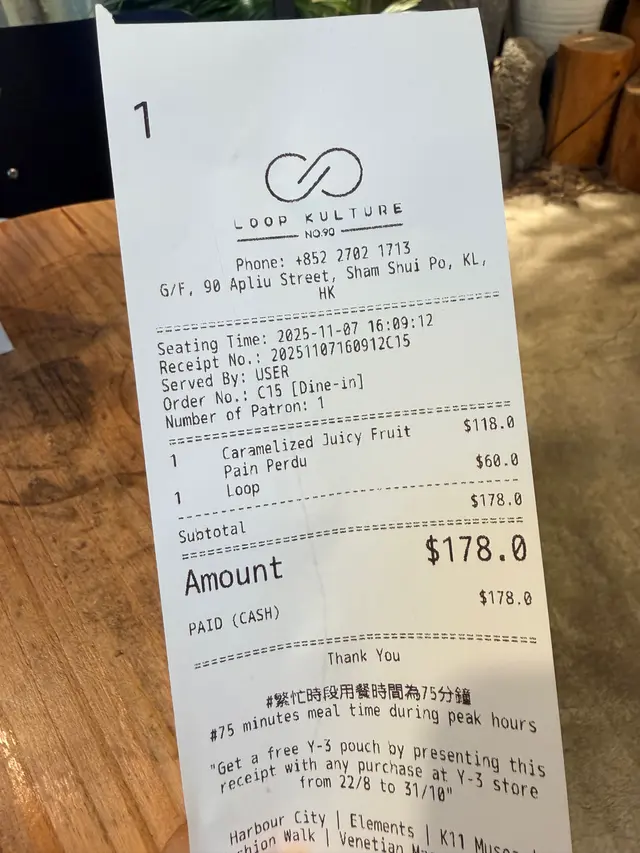 1
LOOP KULTURE
NO.90
Phone: +852 2702 1713
G/F, 90 Apliu Street, Sham Shui Po, KL,
HK
Seating Time: 2025-11-07 16:09:12
Receipt No.: 20251107160912C15
Served By: USER
Order No.: C15 [Dine-in]
Number of Patron: 1
1 Caramelized Juicy Fruit $118.0
Pain Perdu
1 Loop $60.0
Subtotal $178.0
Amount $178.0
PAID (CASH) $178.0
Thank You
#繁忙時段用餐時間為75分鐘
#75 minutes meal time during peak hours
"Get a free Y-3 pouch by presenting this
receipt with any purchase at Y-3 store
from 22/8 to 31/10"
Harbour City | Elements | K11
Walk | Venetian